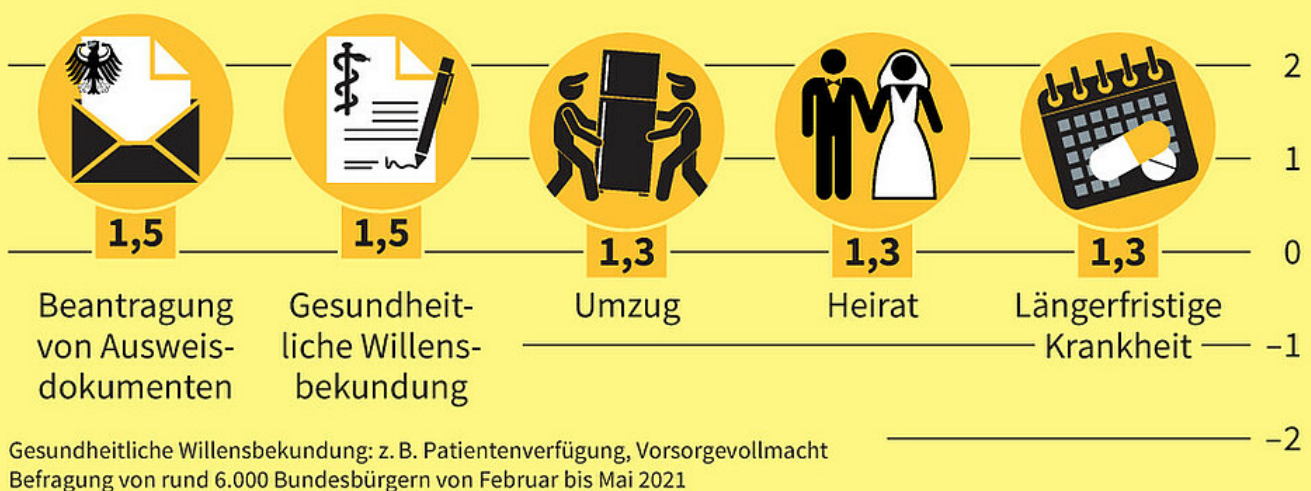 2
1
1,5
1,5
1,3
1,3
1,3
0
Beantragung
von Ausweis-
dokumenten
Gesundheit-
liche Willens-
bekundung
Umzug
Heirat
Längerfristige
Krankheit
–1
–2
Gesundheitliche Willensbekundung: z. B. Patientenverfügung, Vorsorgevollmacht
Befragung von rund 6.000 Bundesbürgern von Februar bis Mai 2021